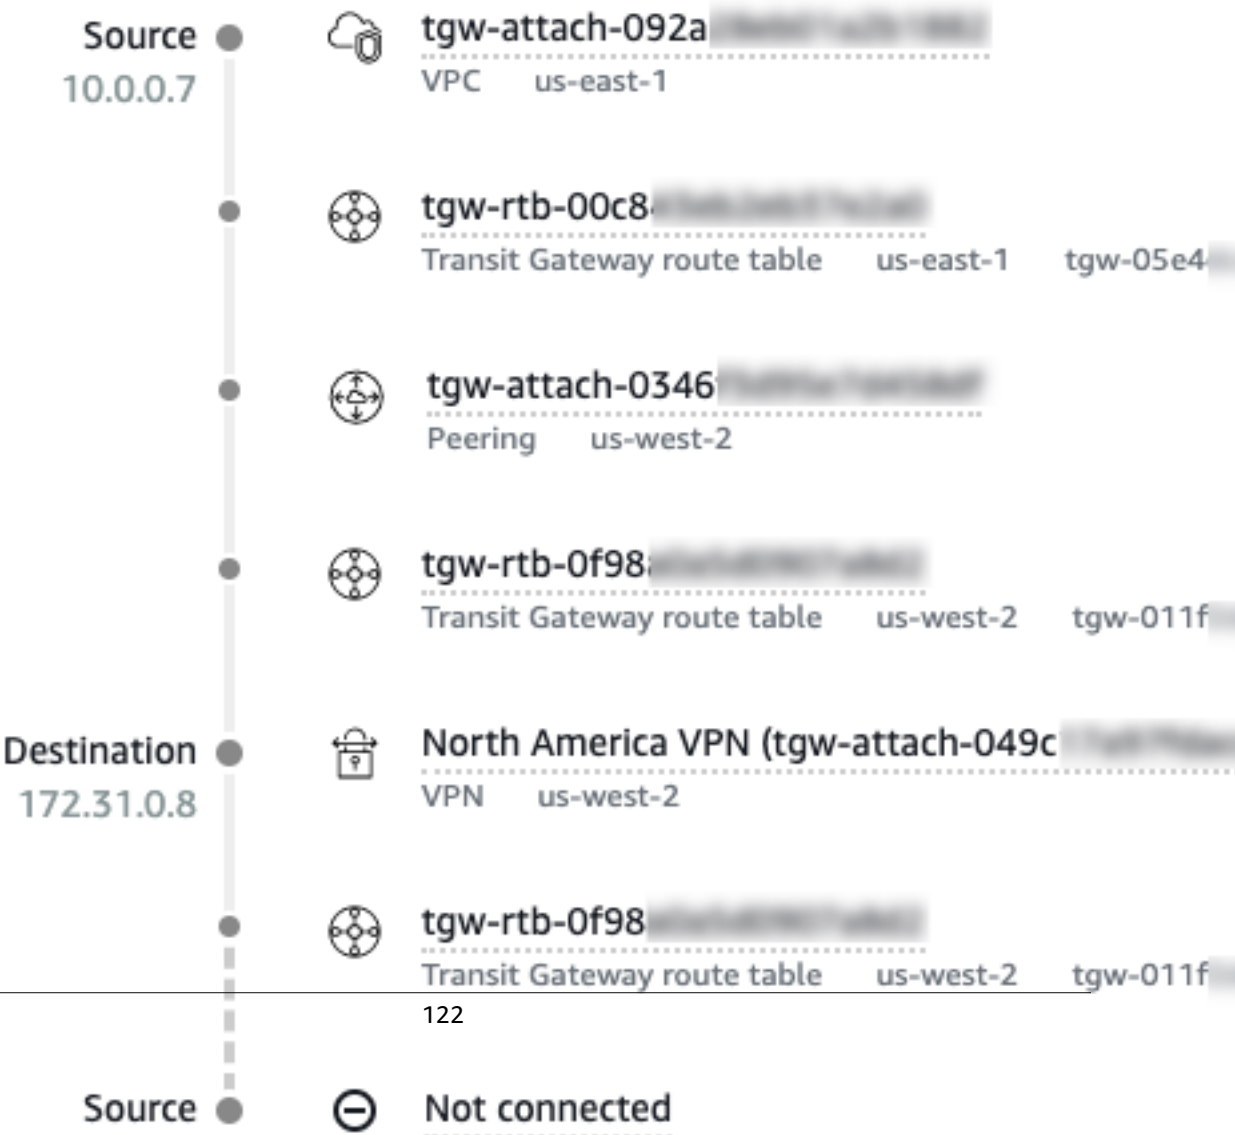 Source
10.0.0.7
tgw-attach-092a
VPC us-east-1
tgw-rtb-00c8
Transit Gateway route table us-east-1 tgw-05e4
tgw-attach-0346
Peering us-west-2
tgw-rtb-0f98
Transit Gateway route table us-west-2 tgw-011f
Destination
172.31.0.8
North America VPN (tgw-attach-049c
VPN us-west-2
tgw-rtb-0f98
Transit Gateway route table us-west-2 tgw-011f
122
Source
Not connected